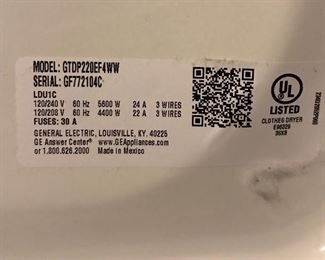 MODEL: GTDP220EF4WW
SERIAL: GF772104C
LDU1C
120/240 V 60 Hz 5600 W 24 A 3 WIRES
120/208 V 60 Hz 4400 W 22 A 3 WIRES
FUSES: 30 A
GENERAL ELECTRIC, LOUISVILLE, KY. 40225
GE Answer Center® www.GEAppliances.com
or 1.800.626.2000 Made in Mexico
UL
LISTED
CLOTHES DRYER
E95029